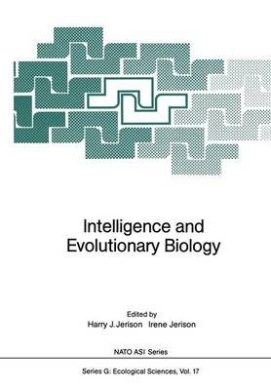 Intelligence and
Evolutionary Biology
Edited by
Harry J. Jerison Irene Jerison
NATO ASI Series
Series G: Ecological Sciences, Vol. 17